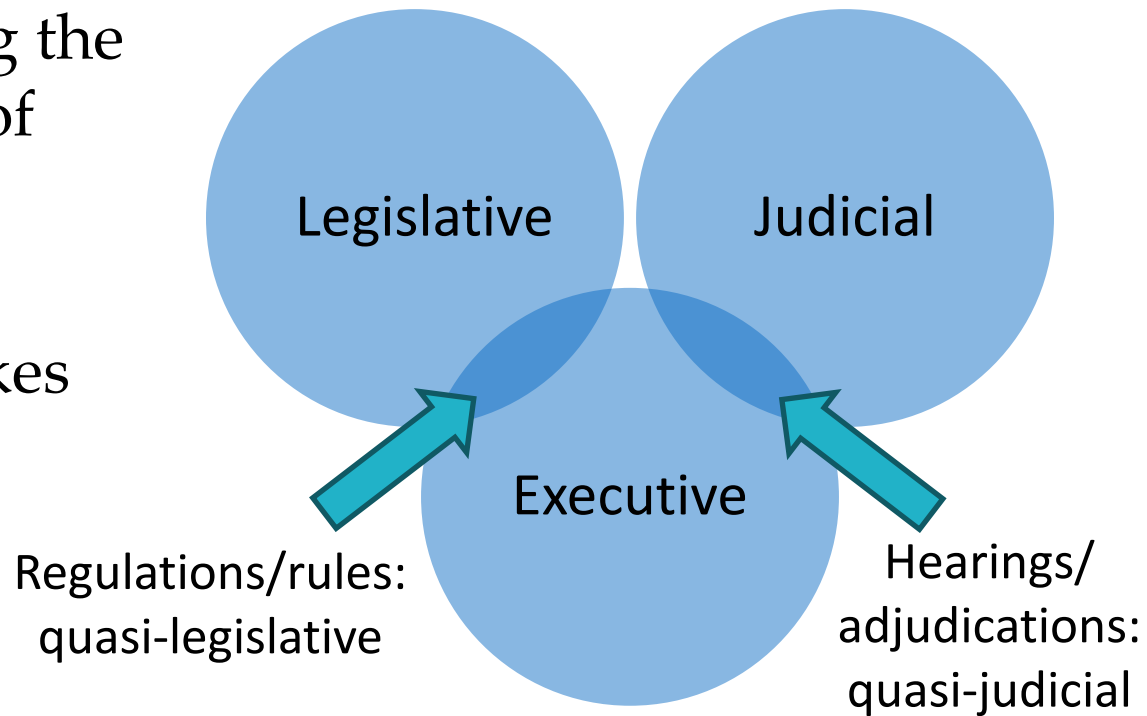 g the
of
kes
Legislative
Judicial
Executive
Regulations/rules:
quasi-legislative
Hearings/
adjudications:
quasi-judicial